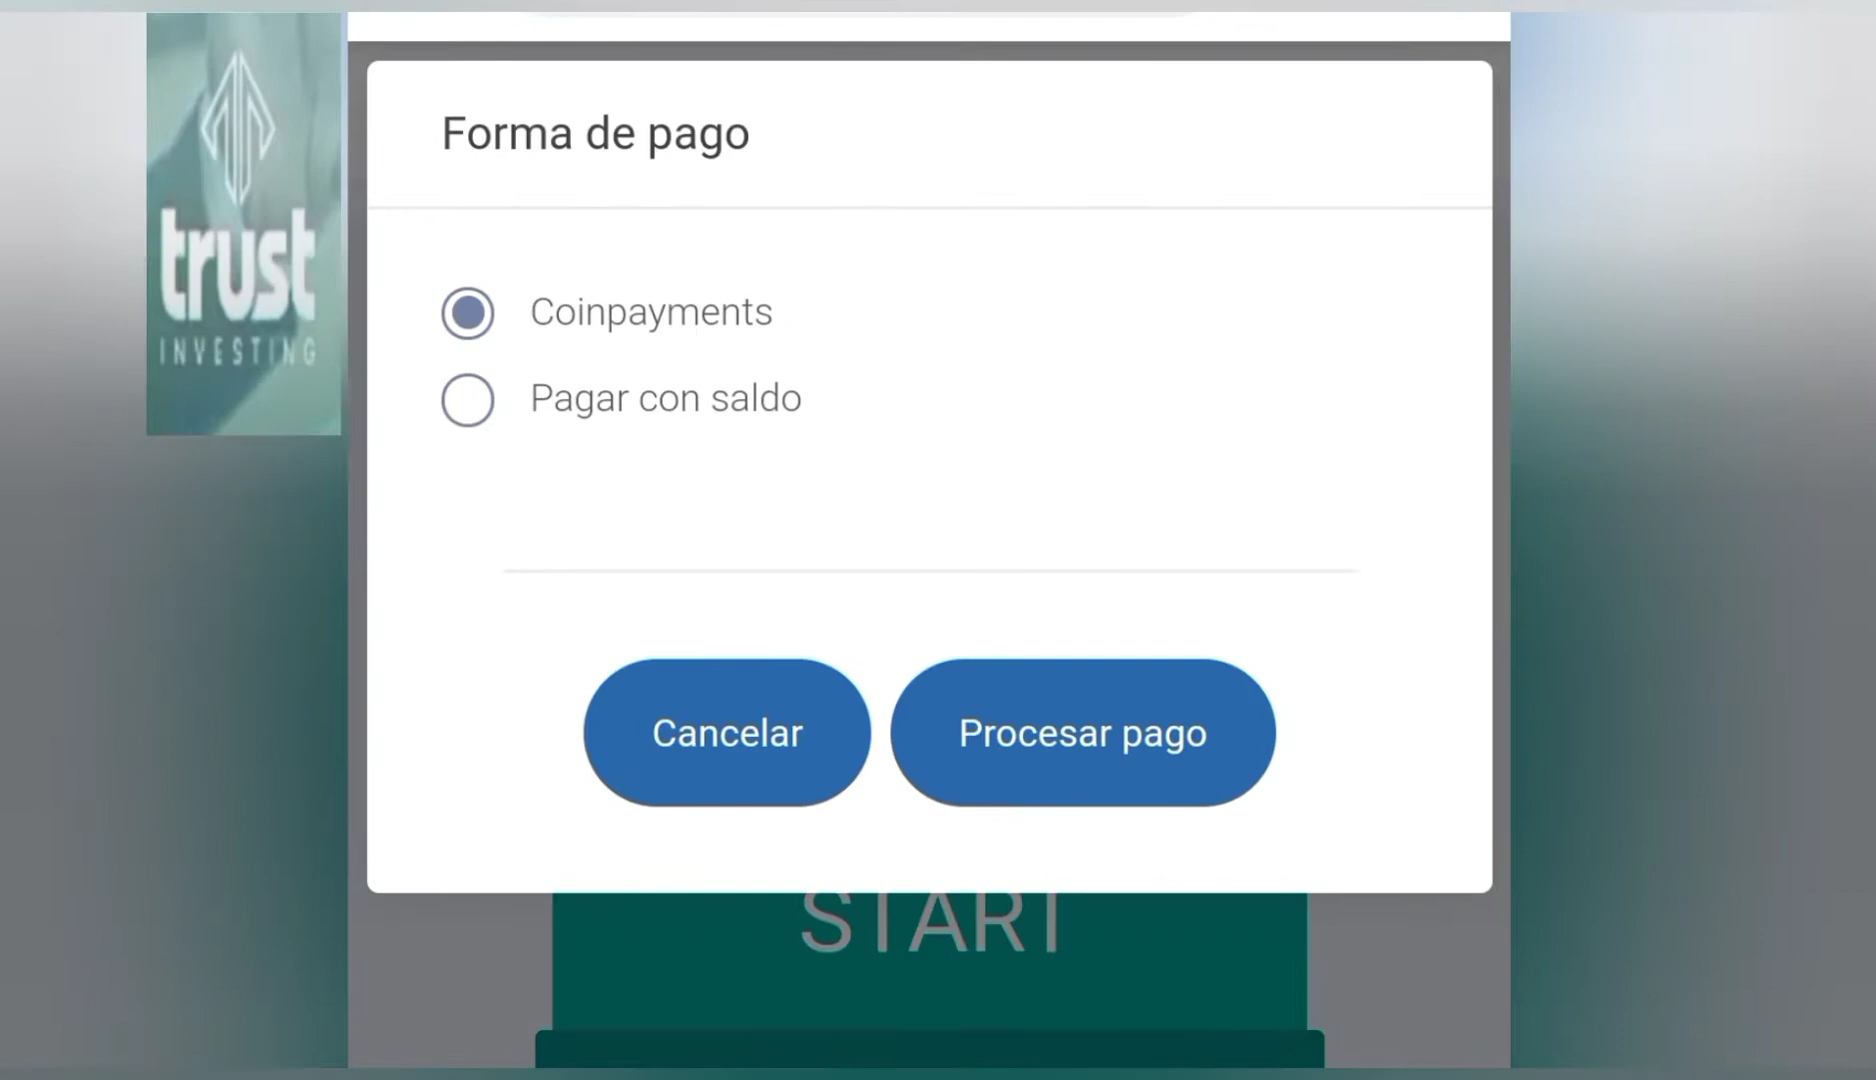 trust
INVESTING
Forma de pago
Coinpayments
Pagar con saldo
Cancelar
Procesar pago
START